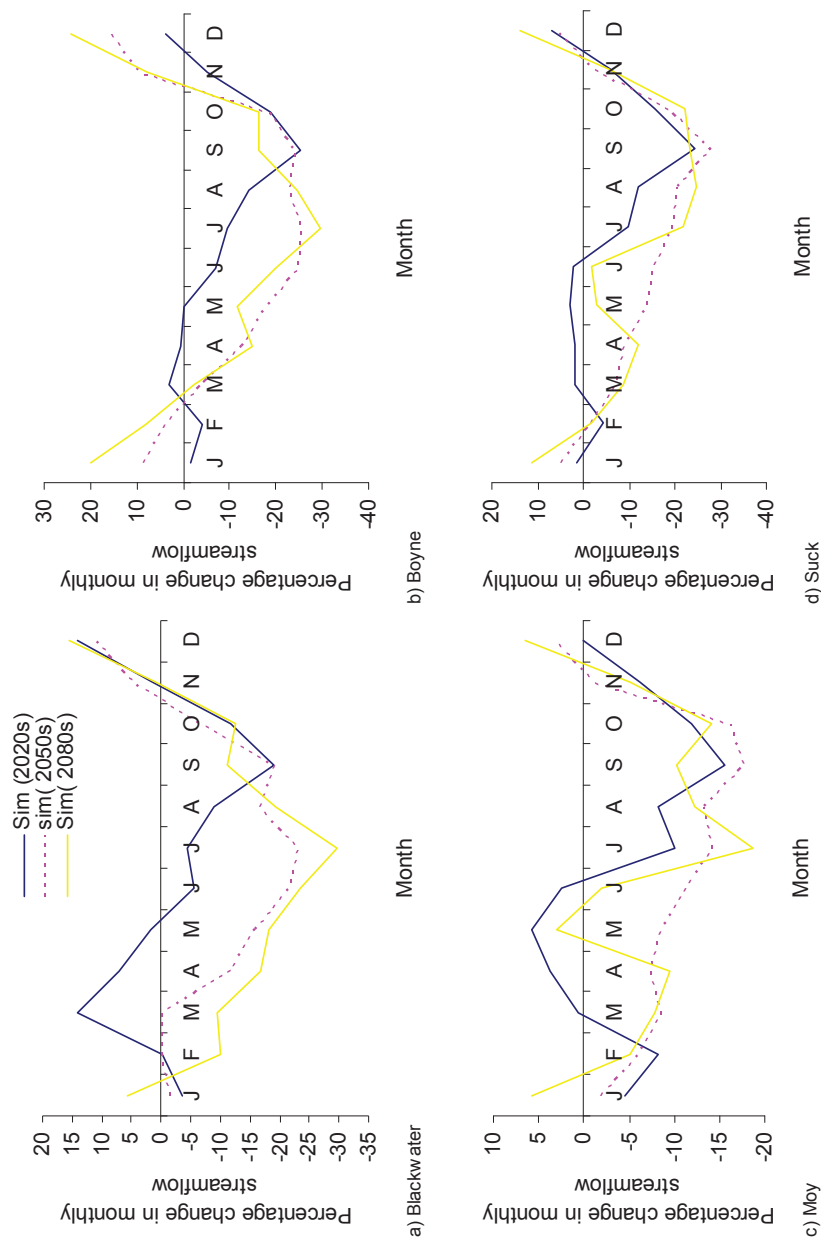 Sim (2020s)
sim( 2050s)
Sim( 2080s)
Percentage change in monthly
streamflow
20
15
10
5
0
-5
-10
-15
-20
-25
-30
-35
J F M A M J J A S O N D
Month
a) Blackwater
Percentage change in monthly
streamflow
30
20
10
0
-10
-20
-30
-40
J F M A M J J A S O N D
Month
b) Boyne
Percentage change in monthly
streamflow
10
5
0
-5
-10
-15
-20
J F M A M J J A S O N D
Month
c) Moy
Percentage change in monthly
streamflow
20
10
0
-10
-20
-30
-40
J F M A M J J A S O N D
Month
d) Suck